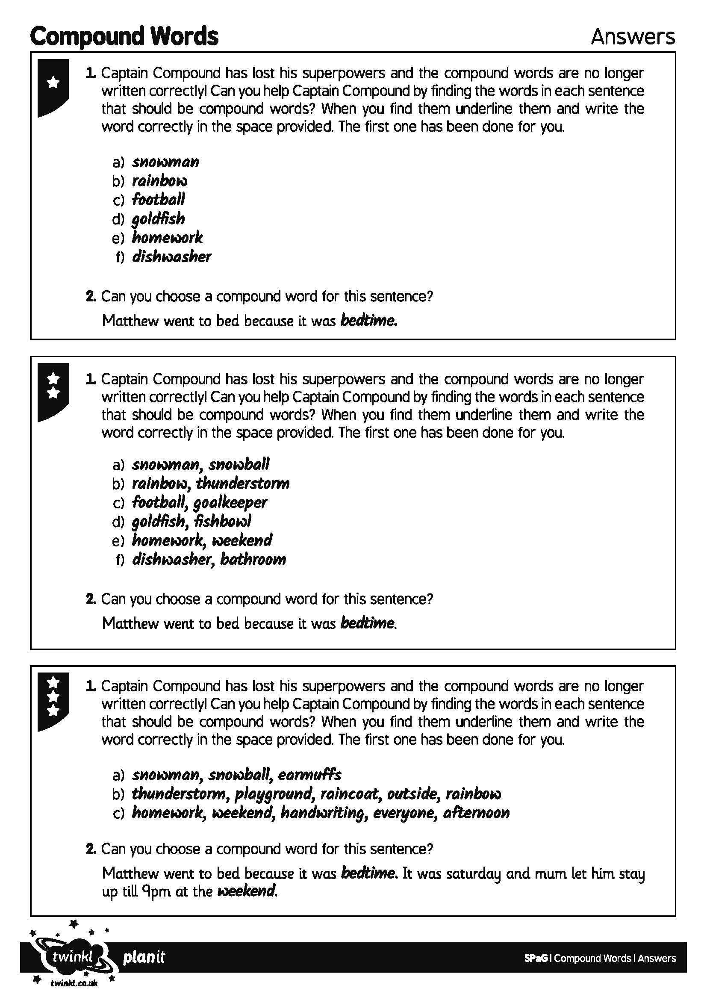 Compound Words
Answers
1. Captain Compound has lost his superpowers and the compound words are no longer
written correctly! Can you help Captain Compound by finding the words in each sentence
that should be compound words? When you find them underline them and write the
word correctly in the space provided. The first one has been done for you.
a) snowman
b) rainbow
c) football
d) goldfish
e) homework
f) dishwasher
2. Can you choose a compound word for this sentence?
Matthew went to bed because it was bedtime.
1. Captain Compound has lost his superpowers and the compound words are no longer
written correctly! Can you help Captain Compound by finding the words in each sentence
that should be compound words? When you find them underline them and write the
word correctly in the space provided. The first one has been done for you.
a) snowman, snowball
b) rainbow, thunderstorm
c) football, goalkeeper
d) goldfish, fishbowl
e) homework, weekend
f) dishwasher, bathroom
2. Can you choose a compound word for this sentence?
Matthew went to bed because it was bedtime.
1. Captain Compound has lost his superpowers and the compound words are no longer
written correctly! Can you help Captain Compound by finding the words in each sentence
that should be compound words? When you find them underline them and write the
word correctly in the space provided. The first one has been done for you.
a) snowman, snowball, earmuffs
b) thunderstorm, playground, raincoat, outside, rainbow
c) homework, weekend, handwriting, everyone, afternoon
2. Can you choose a compound word for this sentence?
Matthew went to bed because it was bedtime. It was saturday and mum let him stay
up till 9pm at the weekend.
twinkl
planit
SPaG | Compound Words | Answers
twinkl.co.uk